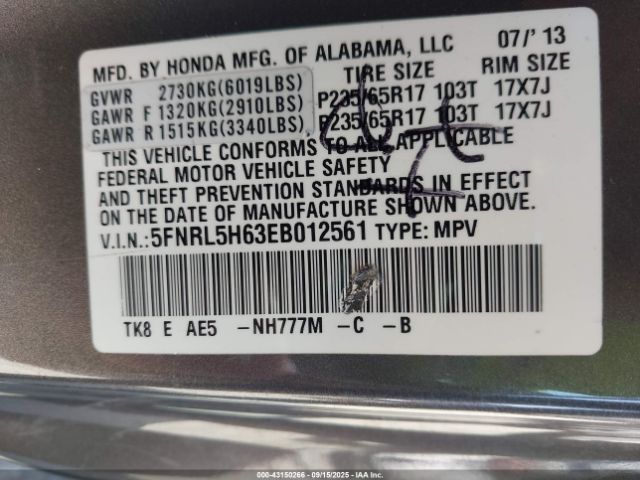 MFD. BY HONDA MFG. OF ALABAMA, LLC 07/' 13
TIRE SIZE RIM SIZE
GVWR 2730KG(6019LBS)
GAWR F 1320KG(2910LBS) P235/65R17 103T 17X7J
GAWR R 1515KG(3340LBS) P235/65R17 103T 17X7J
THIS VEHICLE CONFORMS TO ALL APPLICABLE
FEDERAL MOTOR VEHICLE SAFETY
AND THEFT PREVENTION STANDARDS IN EFFECT
ON THE DATE OF MANUFACTURE SHOWN ABOVE.
V.I.N.:5FNRL5H63EB012561 TYPE: MPV
TK8 E AE5 -NH777M -C -B
000-43150266 - 09/15/2025 - IAA Inc.